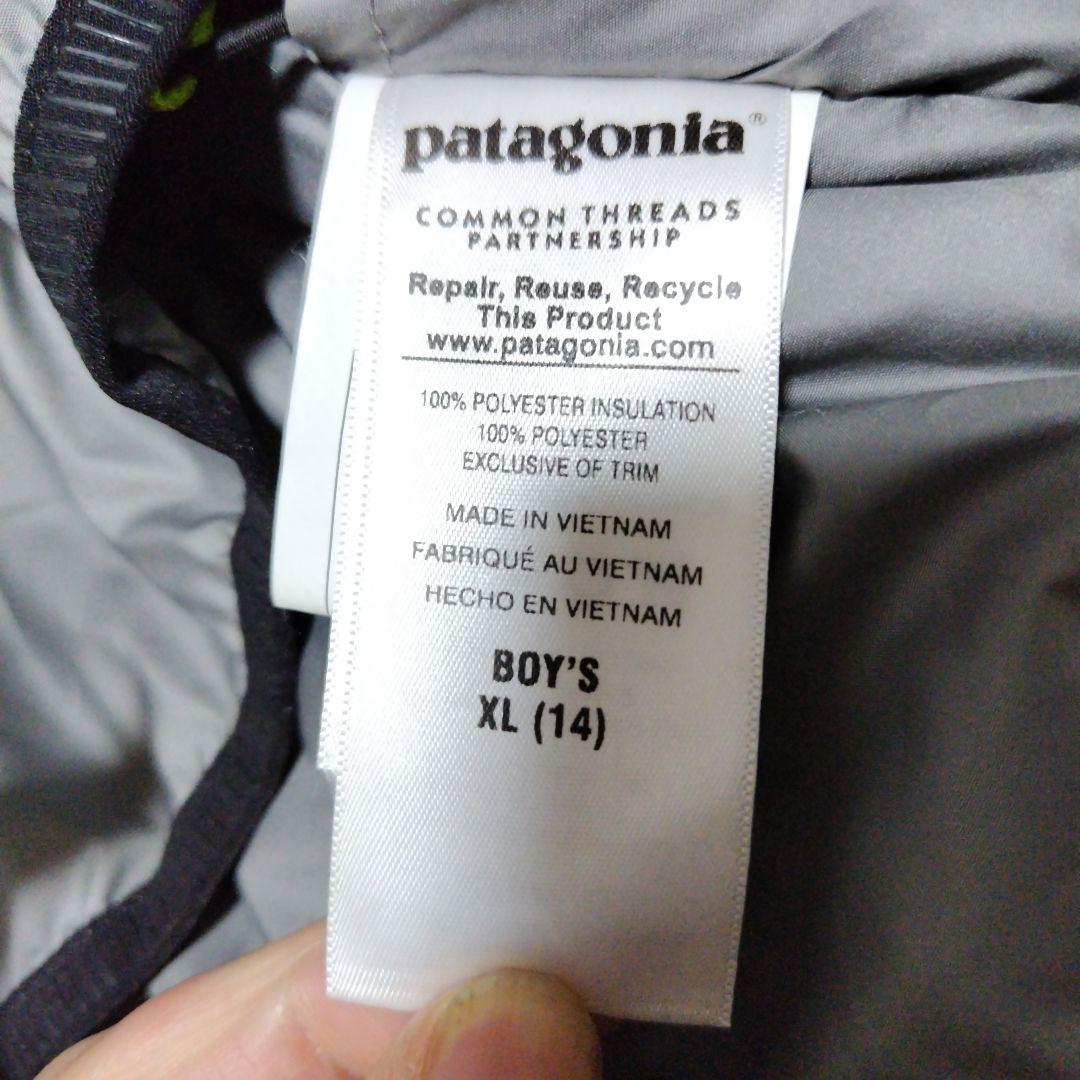 patagonia®
COMMON THREADS
PARTNERSHIP
Repair, Reuse, Recycle
This Product
www.patagonia.com
100% POLYESTER INSULATION
100% POLYESTER
EXCLUSIVE OF TRIM
MADE IN VIETNAM
FABRIQUÉ AU VIETNAM
HECHO EN VIETNAM
BOY'S
XL (14)